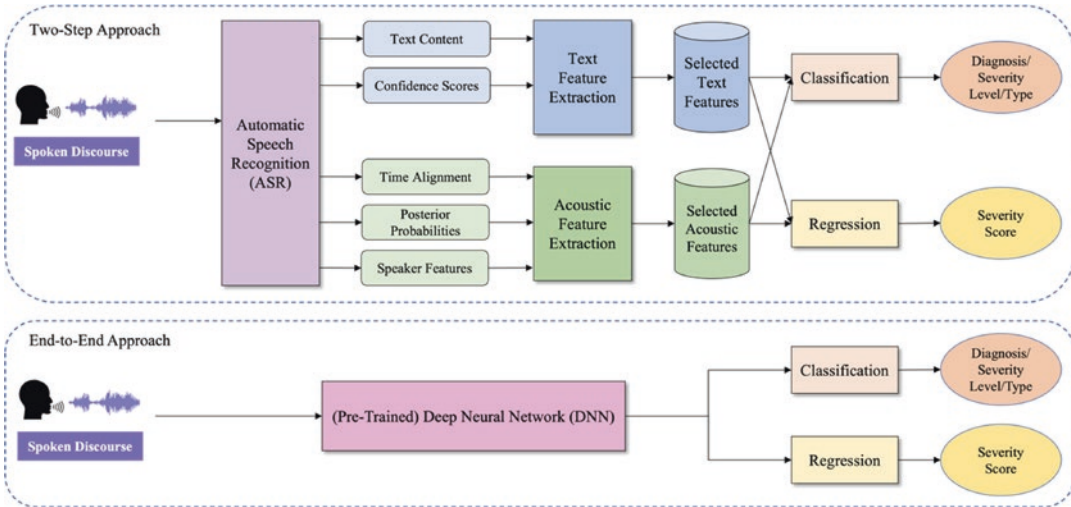 Two-Step Approach
Spoken Discourse
Automatic
Speech
Recognition
(ASR)
Text Content
Confidence Scores
Time Alignment
Posterior
Probabilities
Speaker Features
Text
Feature
Extraction
Acoustic
Feature
Extraction
Selected
Text
Features
Selected
Acoustic
Features
Classification
Regression
Diagnosis/
Severity
Level/Type
Severity
Score
End-to-End Approach
Spoken Discourse
(Pre-Trained) Deep Neural Network (DNN)
Classification
Regression
Diagnosis/
Severity
Level/Type
Severity
Score